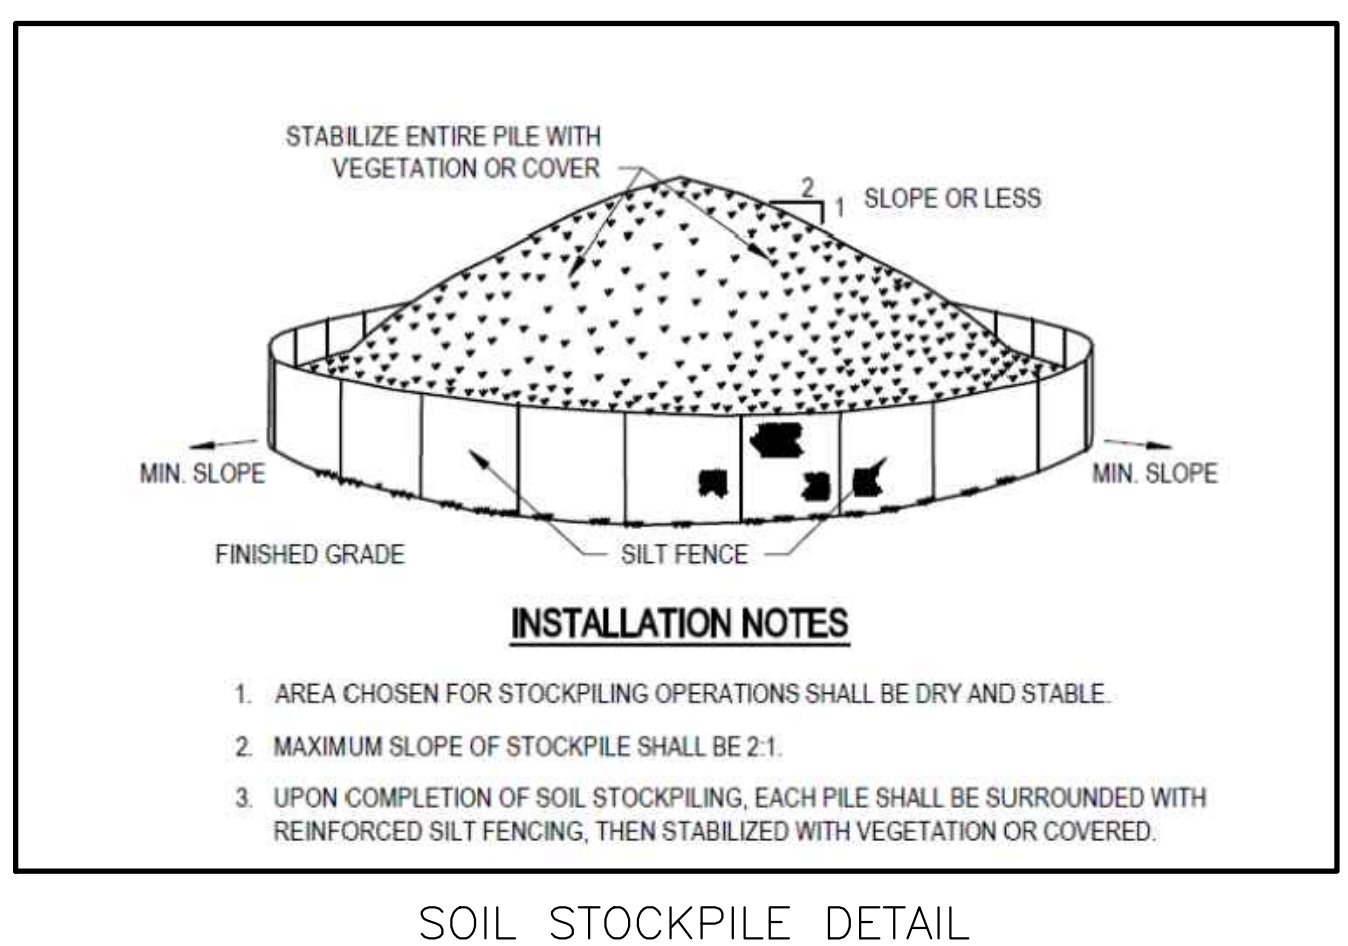 STABILIZE ENTIRE PILE WITH
VEGETATION OR COVER
2
1
SLOPE OR LESS
MIN. SLOPE
MIN. SLOPE
FINISHED GRADE
SILT FENCE
INSTALLATION NOTES
1. AREA CHOSEN FOR STOCKPILING OPERATIONS SHALL BE DRY AND STABLE.
2. MAXIMUM SLOPE OF STOCKPILE SHALL BE 2:1.
3. UPON COMPLETION OF SOIL STOCKPILING, EACH PILE SHALL BE SURROUNDED WITH
REINFORCED SILT FENCING, THEN STABILIZED WITH VEGETATION OR COVERED.
SOIL STOCKPILE DETAIL